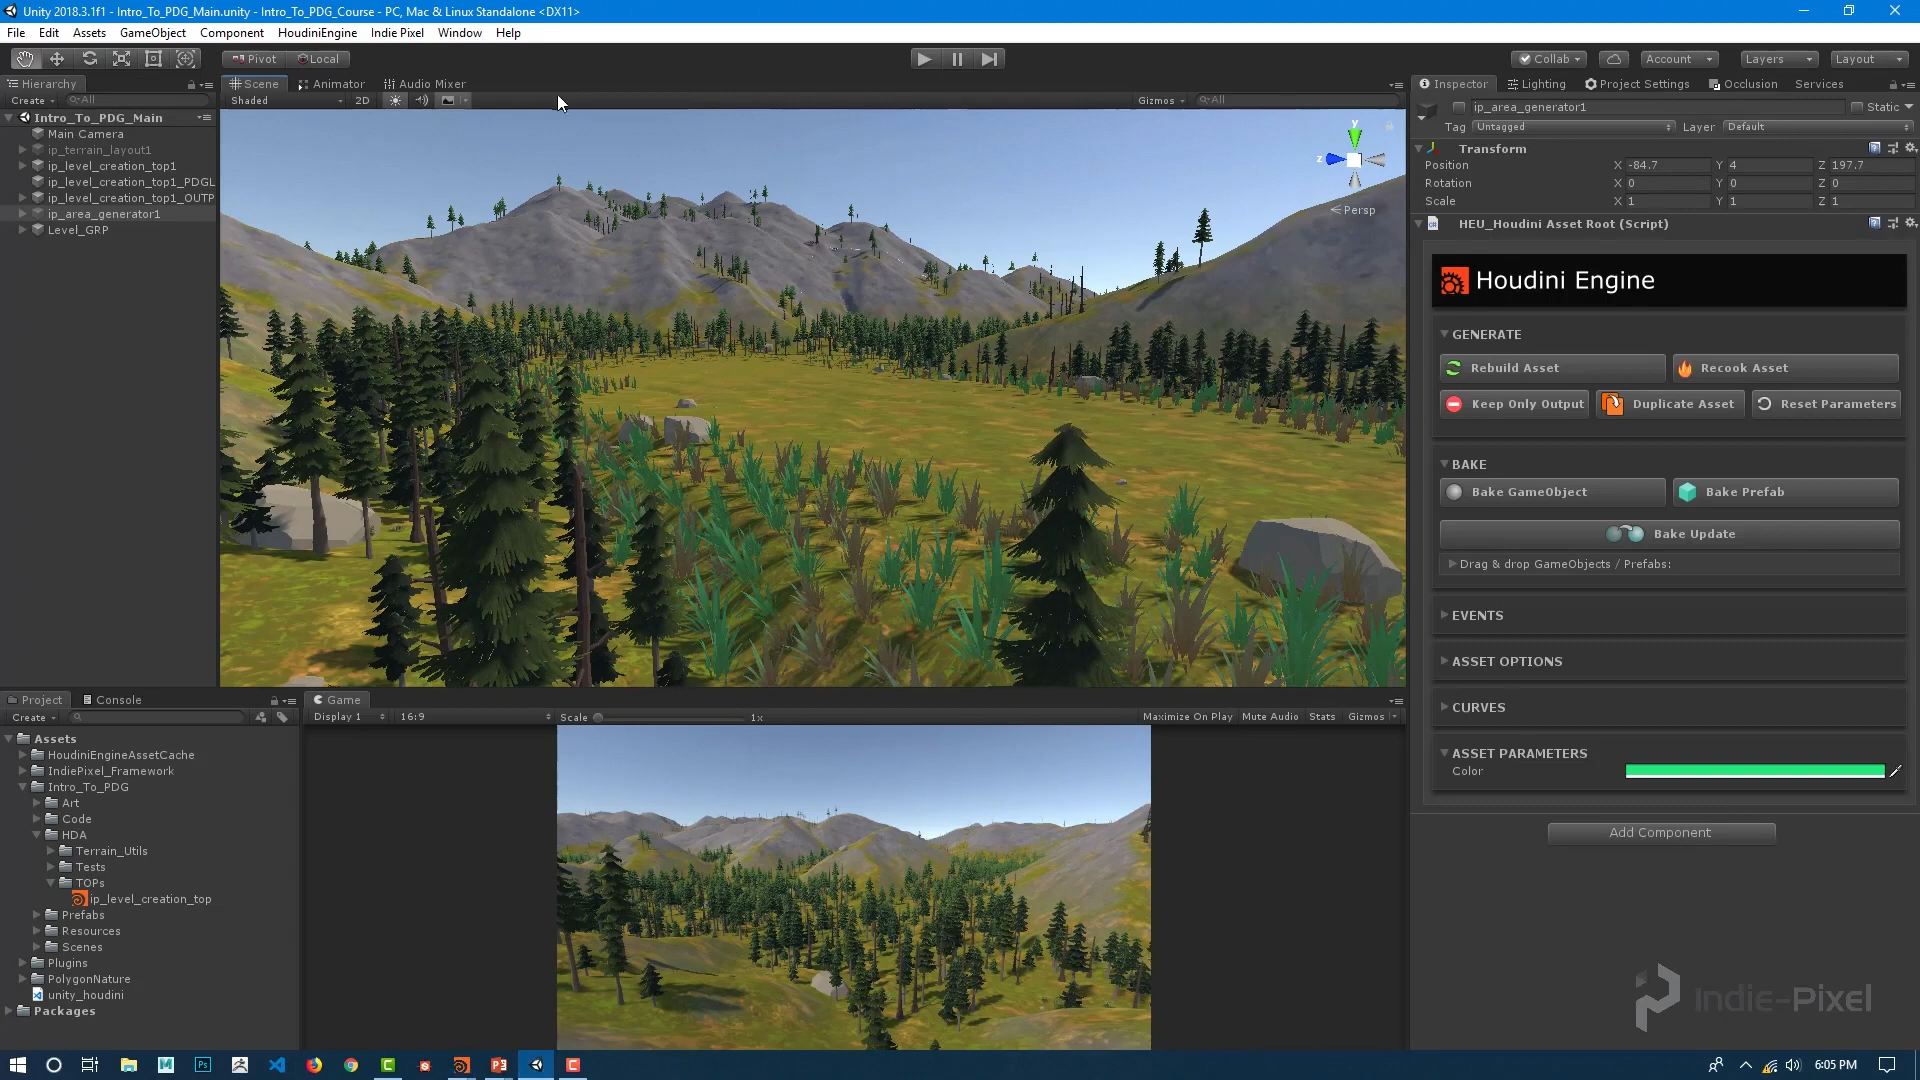 Unity 2018.3.1f1 - Intro_To_PDG_Main.unity - Intro_To_PDG_Course - PC, Mac & Linux Standalone <DX11>
File Edit Assets GameObject Component HoudiniEngine Indie Pixel Window Help
Pivot Local Collab Account Layers Layout
Hierarchy
Create All
Intro_To_PDG_Main
Main Camera
ip_terrain_layout1
ip_level_creation_top1
ip_level_creation_top1_PDGL
ip_level_creation_top1_OUTP
ip_area_generator1
Level_GRP
Scene Animator Audio Mixer
Shaded 2D Gizmos All
y
z
Persp
Inspector Lighting Project Settings Occlusion Services
ip_area_generator1 Static
Tag Untagged Layer Default
Transform
Position X -84.7 Y 4 Z 197.7
Rotation X 0 Y 0 Z 0
Scale X 1 Y 1 Z 1
HEU_Houdini Asset Root (Script)
Houdini Engine
GENERATE
Rebuild Asset Recook Asset
Keep Only Output Duplicate Asset Reset Parameters
BAKE
Bake GameObject Bake Prefab
Bake Update
Drag & drop GameObjects / Prefabs:
EVENTS
ASSET OPTIONS
CURVES
ASSET PARAMETERS
Color
Add Component
Project Console
Create
Assets
HoudiniEngineAssetCache
IndiePixel_Framework
Intro_To_PDG
Art
Code
HDA
Terrain_Utils
Tests
TOPs
ip_level_creation_top
Prefabs
Resources
Scenes
Plugins
PolygonNature
unity_houdini
Packages
Game
Display 1 16:9 Scale 1x Maximize On Play Mute Audio Stats Gizmos
Indie-Pixel
6:05 PM